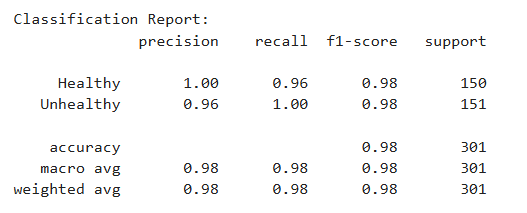 Classification Report:
precision recall f1-score support
Healthy 1.00 0.96 0.98 150
Unhealthy 0.96 1.00 0.98 151
accuracy 0.98 301
macro avg 0.98 0.98 0.98 301
weighted avg 0.98 0.98 0.98 301